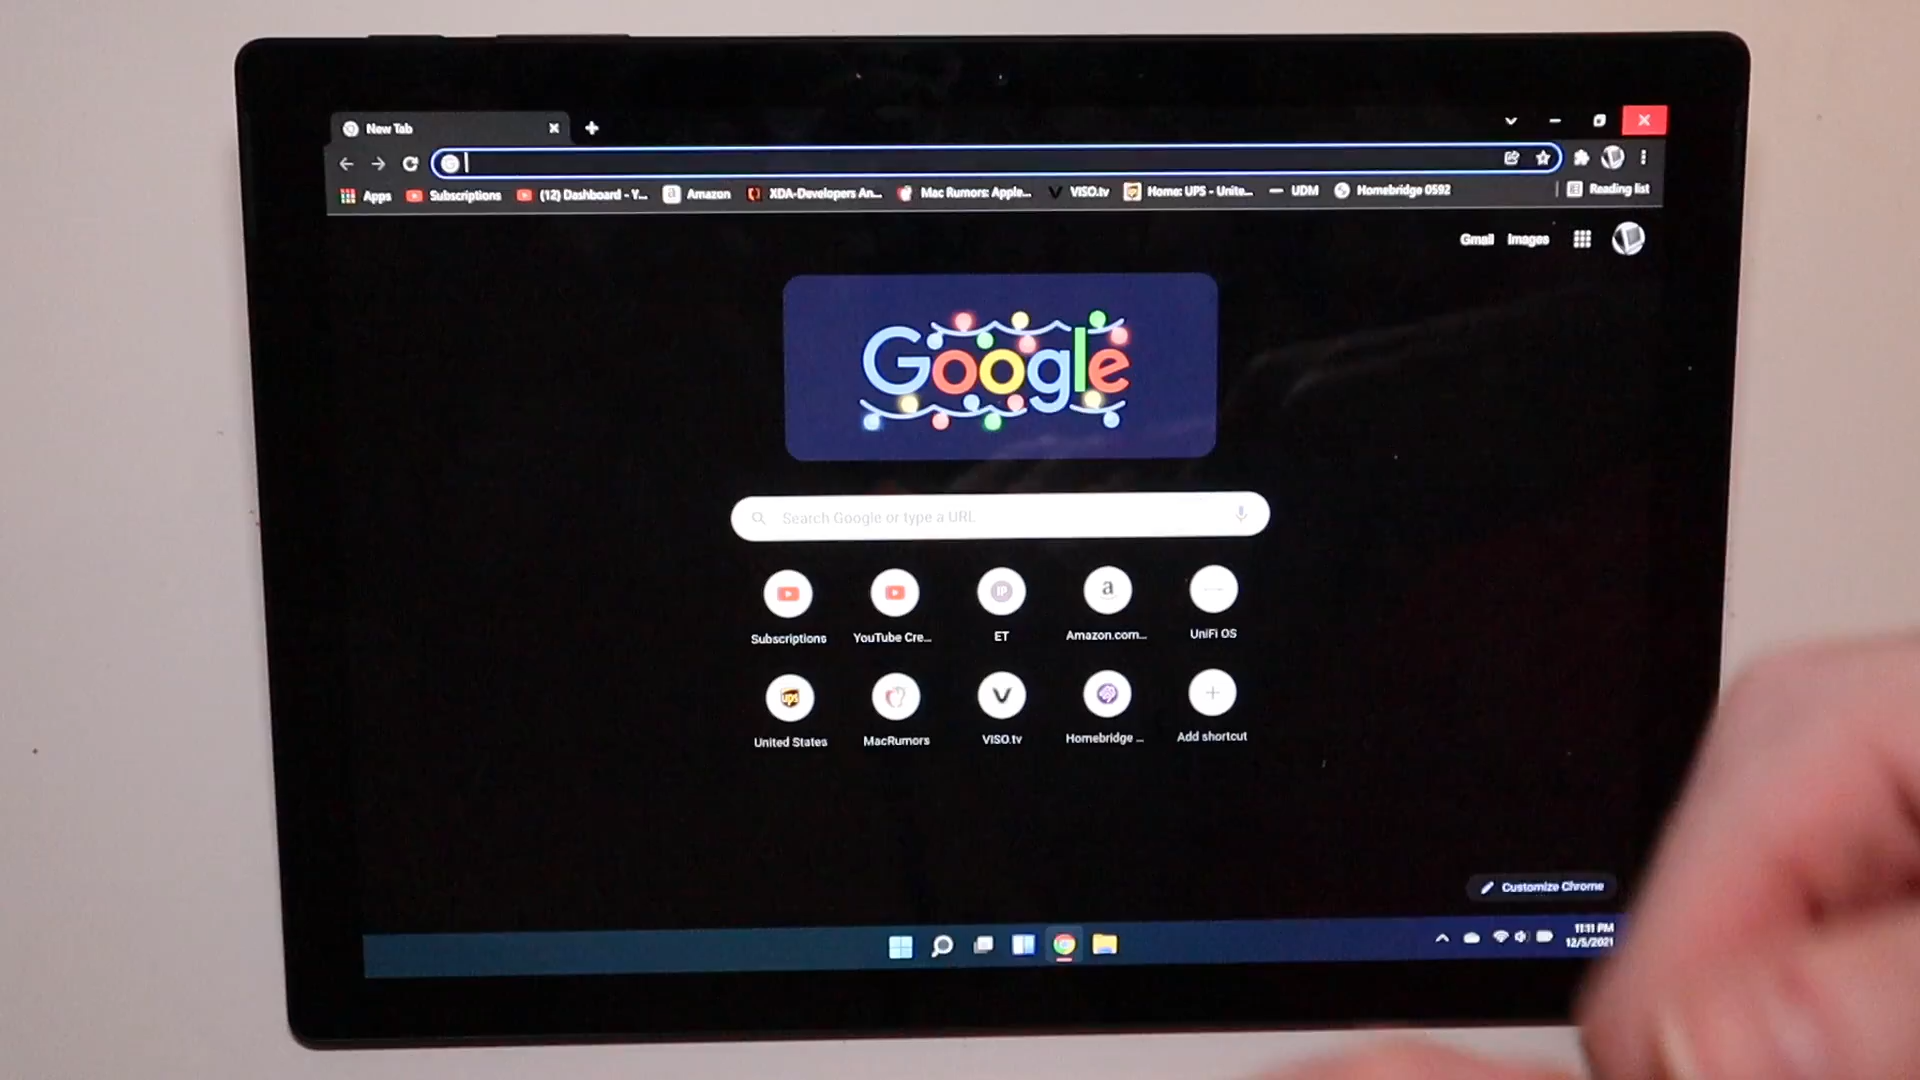 New Tab
Apps Subscriptions (12) Dashboard - Y... Amazon XDA-Developers An... Mac Rumors: Apple... VISO.tv Home: UPS - Unite... UDM Homebridge 0592 Reading list
Gmail Images
Google
Search Google or type a URL
Subscriptions YouTube Cre... IP ET a Amazon.com... UniFi OS
ups United States MacRumors V VISO.tv Homebridge ... Add shortcut
Customize Chrome
11:11 PM
12/5/2021